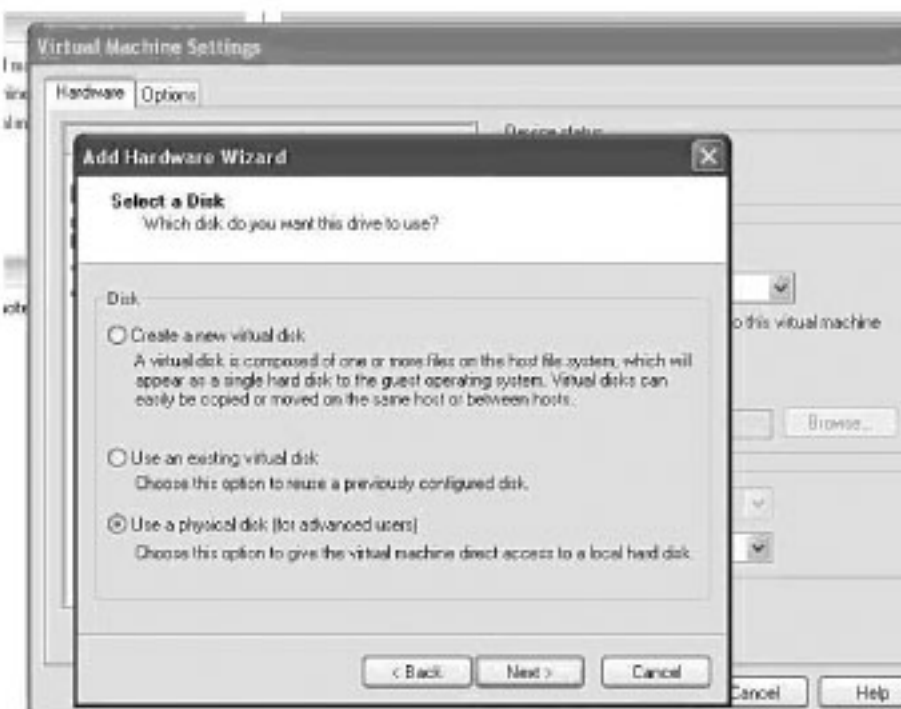 Virtual Machine Settings
Hardware
Options
Device status
Add Hardware Wizard
Select a Disk
Which disk do you want this drive to use?
Disk
Create a new virtual disk
A virtual disk is composed of one or more files on the host file system, which will
appear as a single hard disk to the guest operating system. Virtual disks can
easily be copied or moved on the same host or between hosts.
Use an existing virtual disk
Choose this option to reuse a previously configured disk.
Use a physical disk (for advanced users)
Choose this option to give the virtual machine direct access to a local hard disk.
< Back
Next >
Cancel
o this virtual machine
Browse...
Cancel
Help